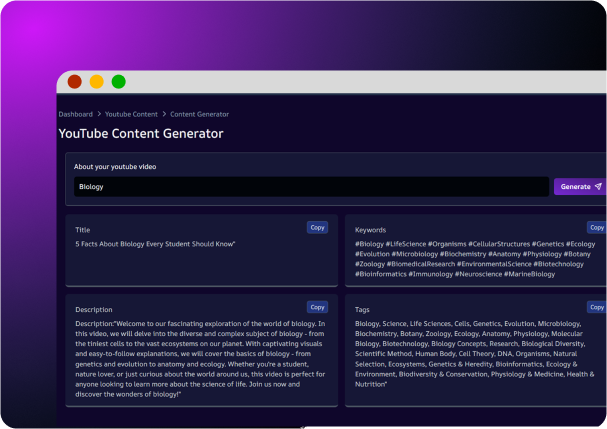 Dashboard > Youtube Content > Content Generator
YouTube Content Generator
About your youtube video
Biology
Generate
Title
Copy
5 Facts About Biology Every Student Should Know"
Keywords
Copy
#Biology #LifeScience #Organisms #CellularStructures #Genetics #Ecology
#Evolution #Microbiology #Biochemistry #Anatomy #Physiology #Botany
#Zoology #BiomedicalResearch #EnvironmentalScience #Biotechnology
#Bioinformatics #Immunology #Neuroscience #MarineBiology
Description
Copy
Description:"Welcome to our fascinating exploration of the world of biology. In
this video, we will delve into the diverse and complex subject of biology - from
the tiniest cells to the vast ecosystems on our planet. With captivating visuals
and easy-to-follow explanations, we will cover the basics of biology - from
genetics and evolution to anatomy and ecology. Whether you're a student,
nature lover, or just curious about the world around us, this video is perfect for
anyone looking to learn more about the science of life. Join us now and
discover the wonders of biology!"
Tags
Copy
Biology, Science, Life Sciences, Cells, Genetics, Evolution, Microbiology,
Biochemistry, Botany, Zoology, Ecology, Anatomy, Physiology, Molecular
Biology, Biotechnology, Biology Concepts, Research, Biological Diversity,
Scientific Method, Human Body, Cell Theory, DNA, Organisms, Natural
Selection, Ecosystems, Genetics & Heredity, Bioinformatics, Ecology &
Environment, Biodiversity & Conservation, Physiology & Medicine, Health &
Nutrition"